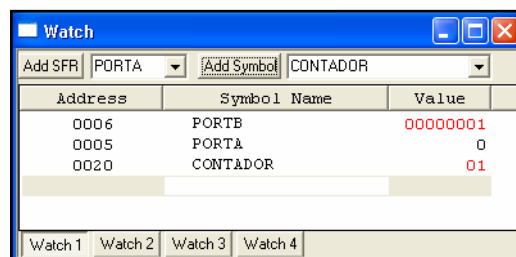 Watch
Add SFR PORTA Add Symbol CONTADOR
Address Symbol Name Value
0006 PORTB 00000001
0005 PORTA 0
0020 CONTADOR 01
Watch 1 Watch 2 Watch 3 Watch 4